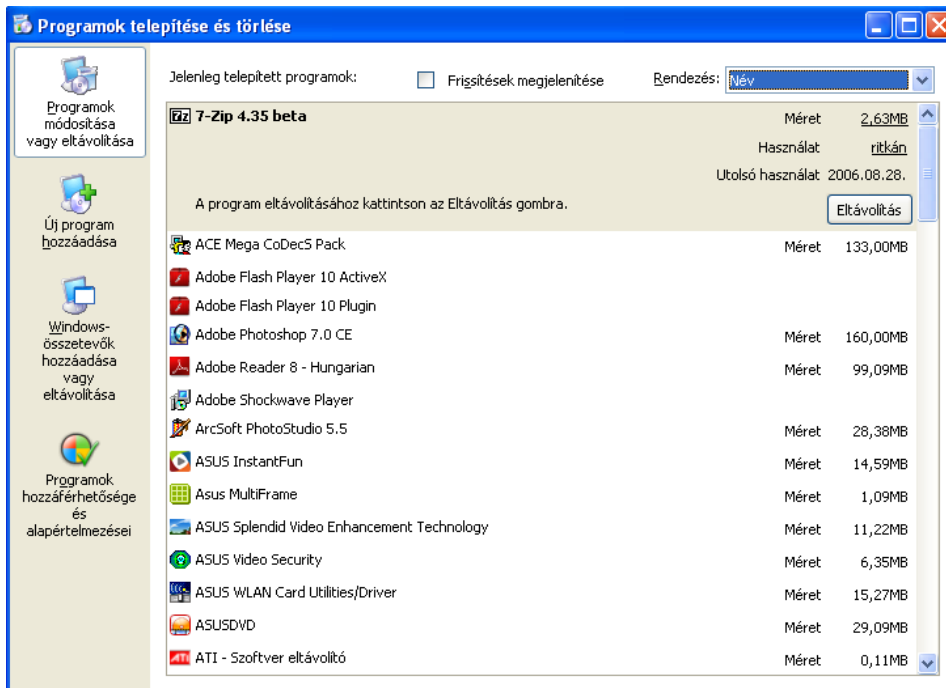 Programok telepítése és törlése
Programok
módosítása
vagy eltávolítása
Új program
hozzáadása
Windows-
összetevők
hozzáadása
vagy
eltávolítása
Programok
hozzáférhetősége
és
alapértelmezései
Jelenleg telepített programok: Frissítések megjelenítése Rendezés: Név
7z 7-Zip 4.35 beta Méret 2,63MB
Használat ritkán
Utolsó használat 2006.08.28.
A program eltávolításához kattintson az Eltávolítás gombra. Eltávolítás
ACE Mega CoDecS Pack Méret 133,00MB
Adobe Flash Player 10 ActiveX
Adobe Flash Player 10 Plugin
Adobe Photoshop 7.0 CE Méret 160,00MB
Adobe Reader 8 - Hungarian Méret 99,09MB
Adobe Shockwave Player
ArcSoft PhotoStudio 5.5 Méret 28,38MB
ASUS InstantFun Méret 14,59MB
Asus MultiFrame Méret 1,09MB
ASUS Splendid Video Enhancement Technology Méret 11,22MB
ASUS Video Security Méret 6,35MB
ASUS WLAN Card Utilities/Driver Méret 15,27MB
ASUSDVD Méret 29,09MB
ATI - Szoftver eltávolító Méret 0,11MB